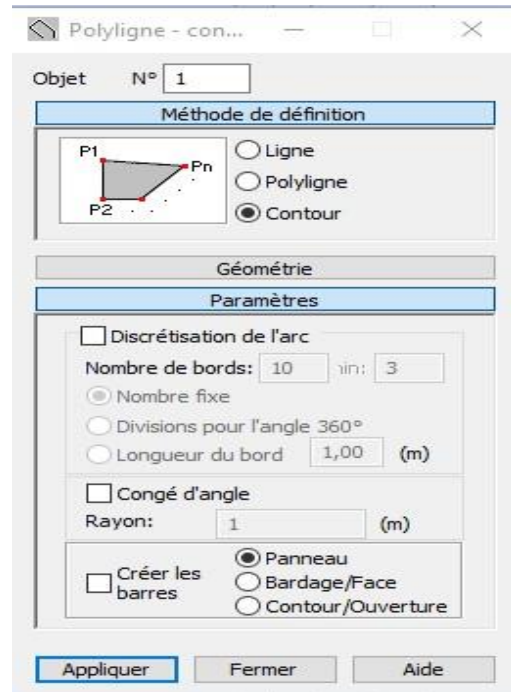 Polyligne - con...
Objet N° 1
Méthode de définition
P1
Pn
P2
Ligne
Polyligne
Contour
Géométrie
Paramètres
Discrétisation de l'arc
Nombre de bords: 10 nin: 3
Nombre fixe
Divisions pour l'angle 360°
Longueur du bord 1,00 (m)
Congé d'angle
Rayon: 1 (m)
Créer les
barres
Panneau
Bardage/Face
Contour/Ouverture
Appliquer Fermer Aide